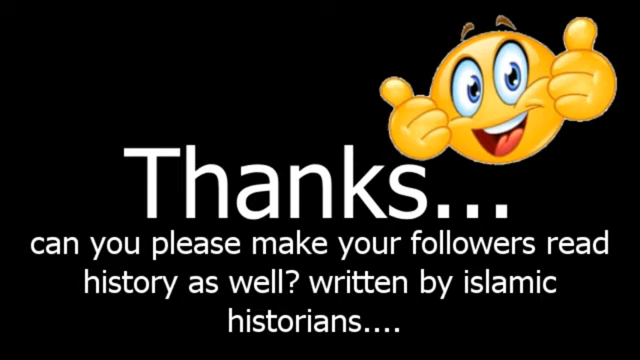 Thanks...
can you please make your followers read
history as well? written by islamic
historians....